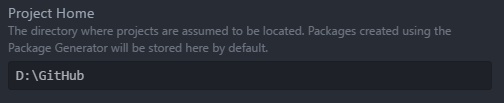 Project Home
The directory where projects are assumed to be located. Packages created using the
Package Generator will be stored here by default.
D:\GitHub